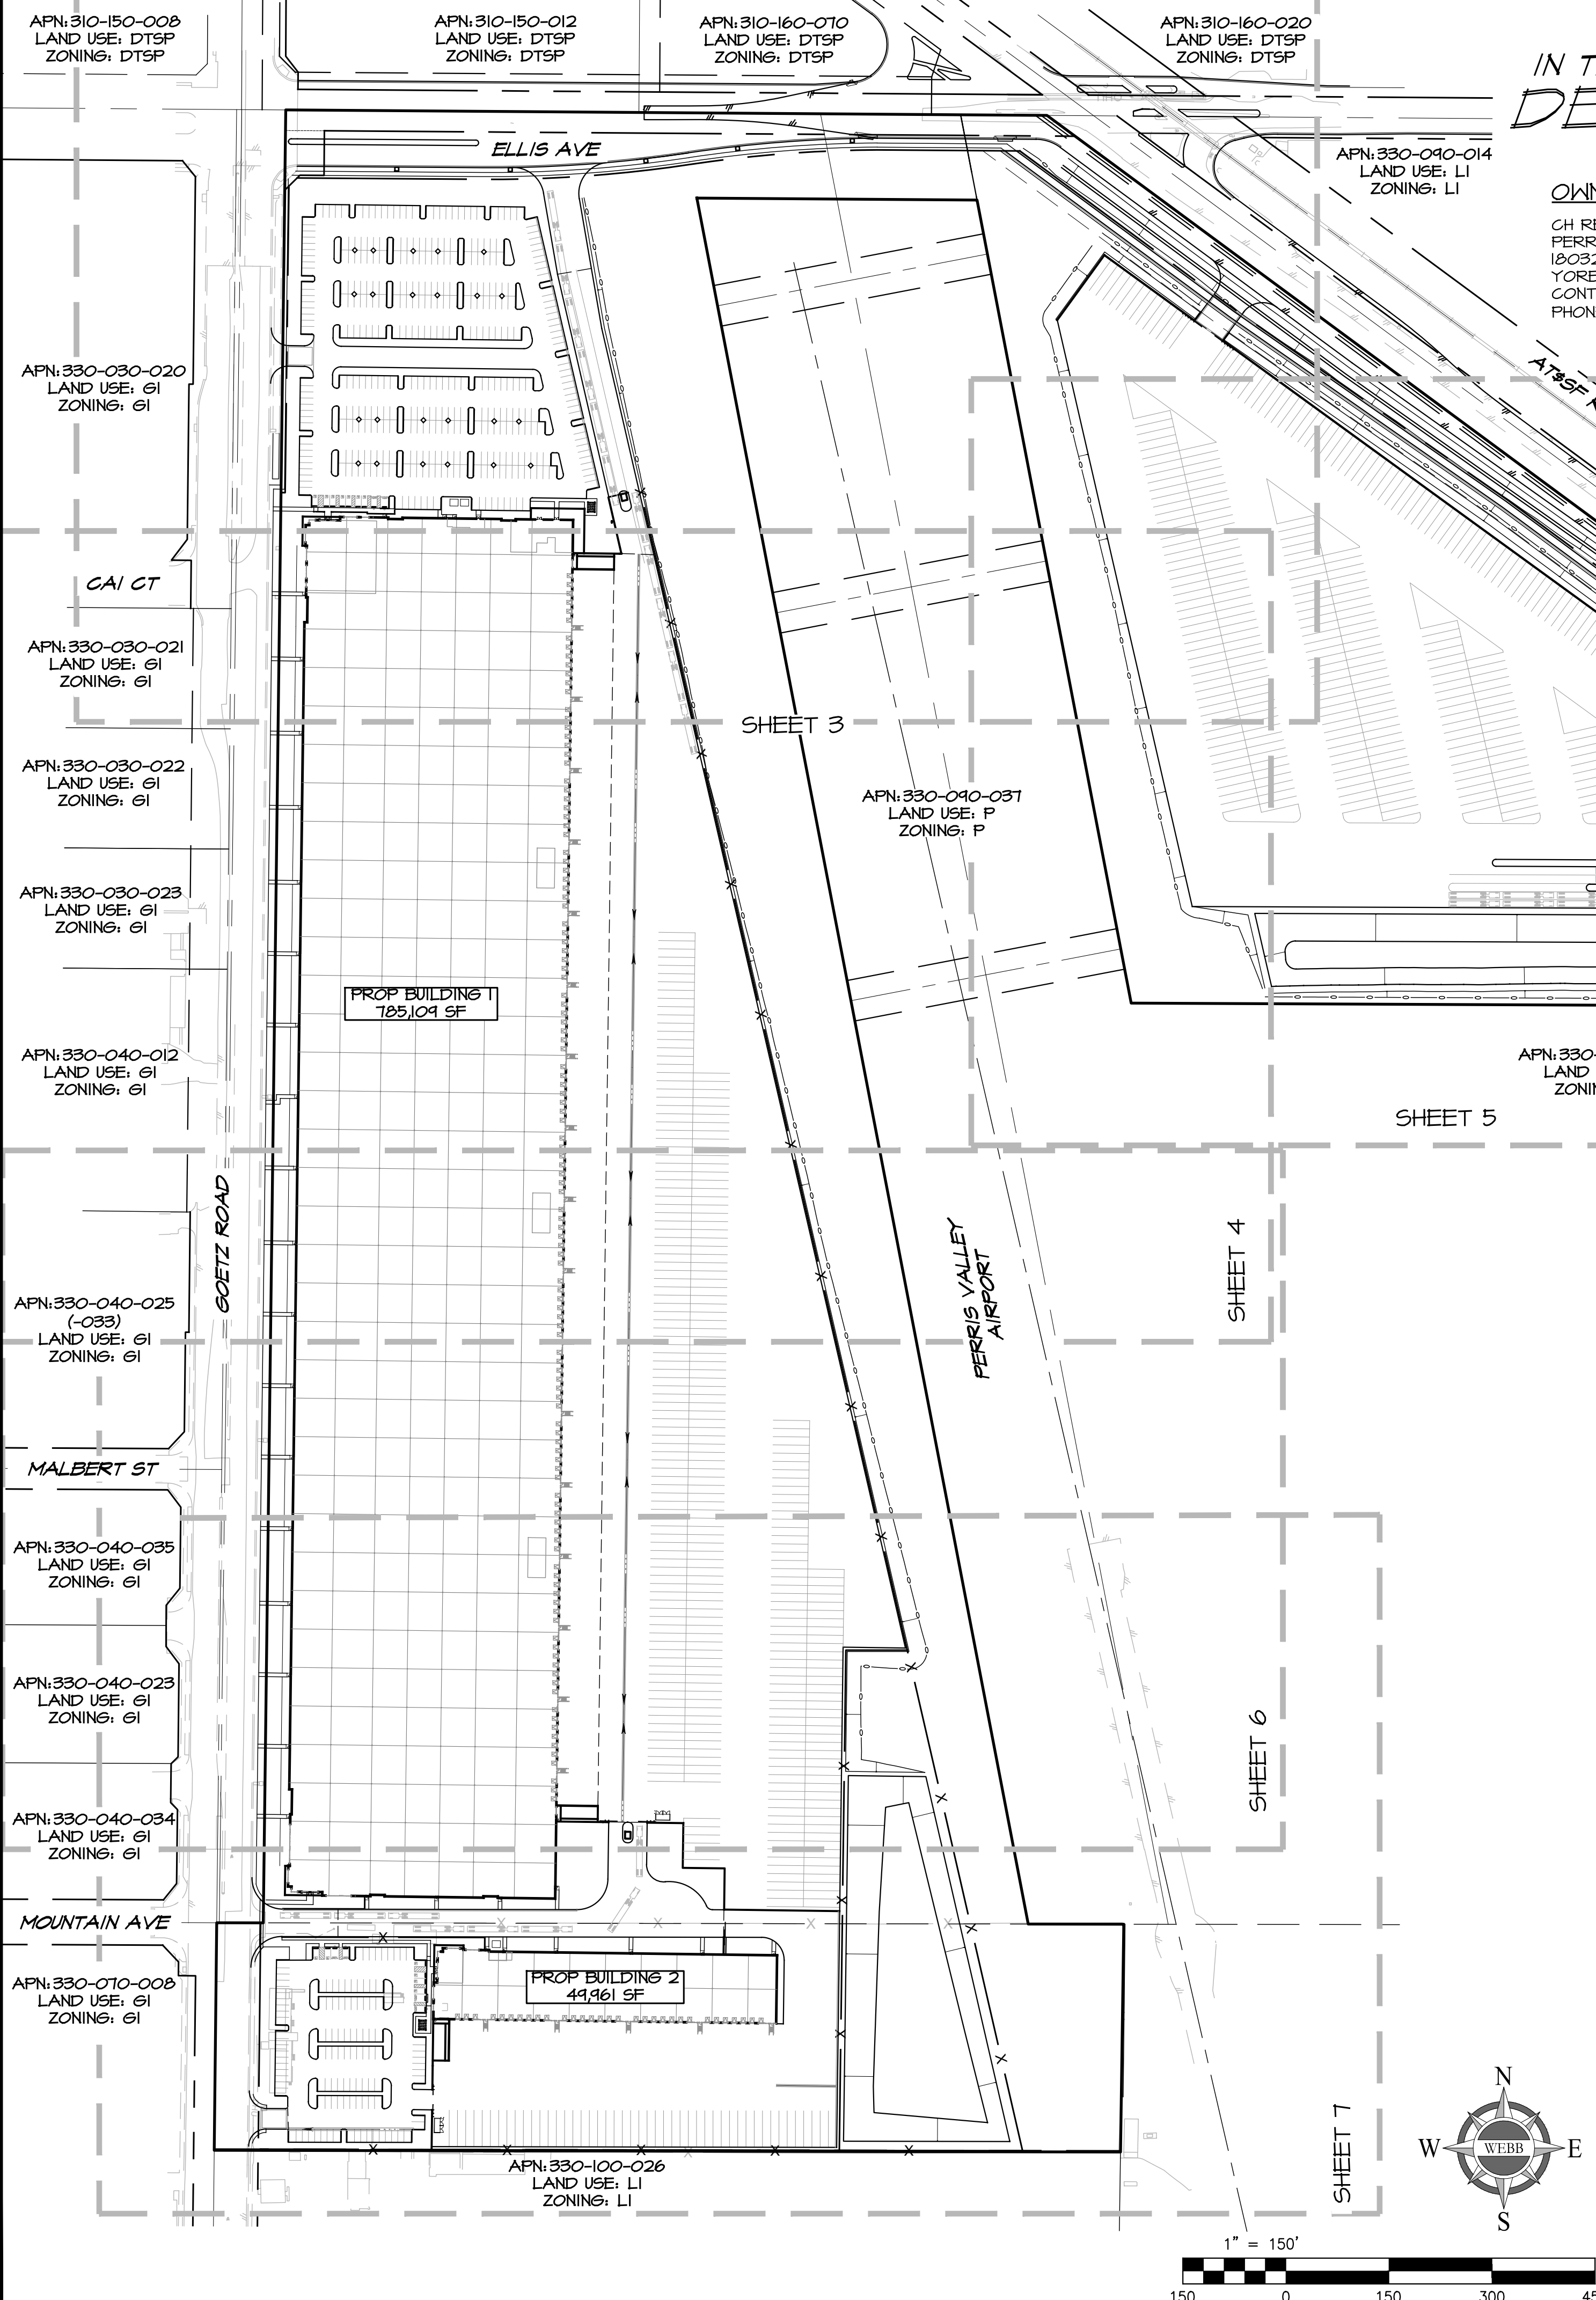 APN:310-150-008
LAND USE: DTSP
ZONING: DTSP
APN:310-150-012
LAND USE: DTSP
ZONING: DTSP
APN:310-160-070
LAND USE: DTSP
ZONING: DTSP
APN:310-160-020
LAND USE: DTSP
ZONING: DTSP
IN T
DE
ELLIS AVE
APN:330-090-014
LAND USE: LI
ZONING: LI
OWN
CH RE
PERR
18032
YORE
CONT
PHON
AT&SF
APN:330-030-020
LAND USE: GI
ZONING: GI
CAI CT
APN:330-030-021
LAND USE: GI
ZONING: GI
SHEET 3
APN:330-030-022
LAND USE: GI
ZONING: GI
APN:330-090-037
LAND USE: P
ZONING: P
APN:330-030-023
LAND USE: GI
ZONING: GI
PROP BUILDING 1
785,109 SF
APN:330-040-012
LAND USE: GI
ZONING: GI
APN:330-
LAND
ZONIN
SHEET 5
GOETZ ROAD
PERRIS VALLEY
AIRPORT
SHEET 4
APN:330-040-025
(-033)
LAND USE: GI
ZONING: GI
MALBERT ST
APN:330-040-035
LAND USE: GI
ZONING: GI
APN:330-040-023
LAND USE: GI
ZONING: GI
SHEET 6
APN:330-040-034
LAND USE: GI
ZONING: GI
MOUNTAIN AVE
APN:330-070-008
LAND USE: GI
ZONING: GI
PROP BUILDING 2
49,961 SF
SHEET 7
N
W
WEBB
E
S
APN:330-100-026
LAND USE: LI
ZONING: LI
1" = 150'
150
0
150
300
45